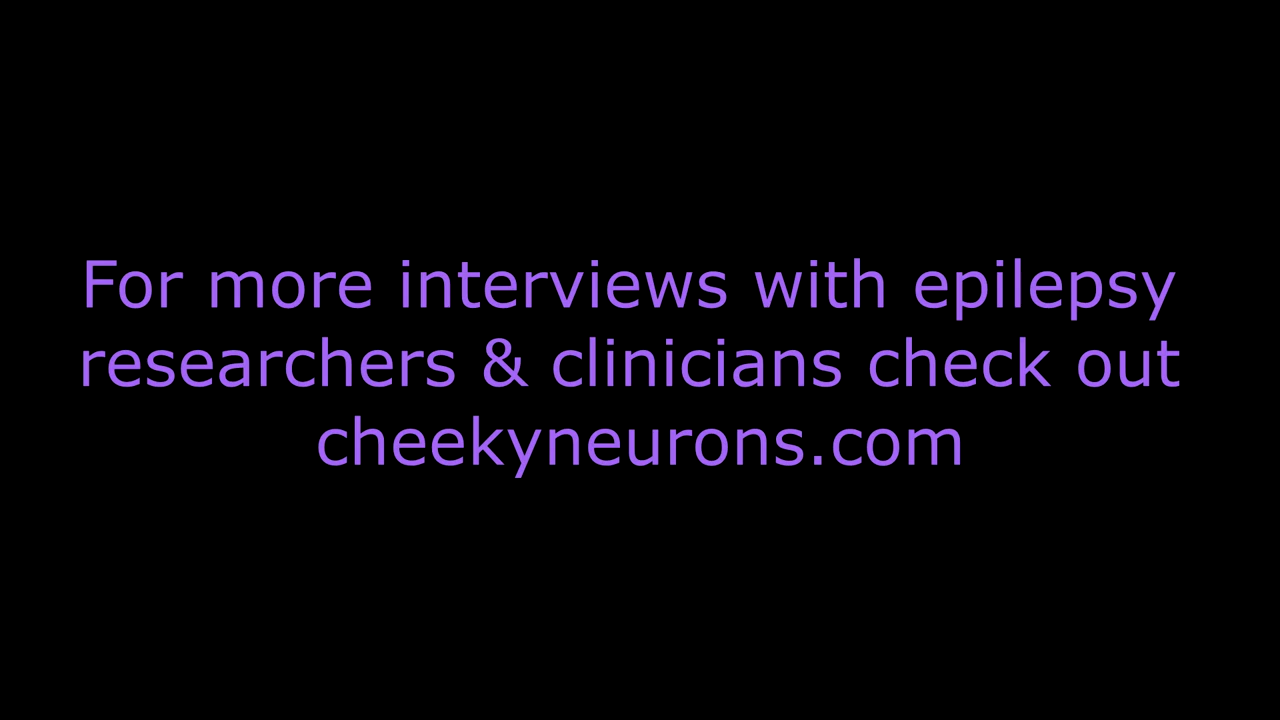 For more interviews with epilepsy
researchers & clinicians check out
cheekyneurons.com